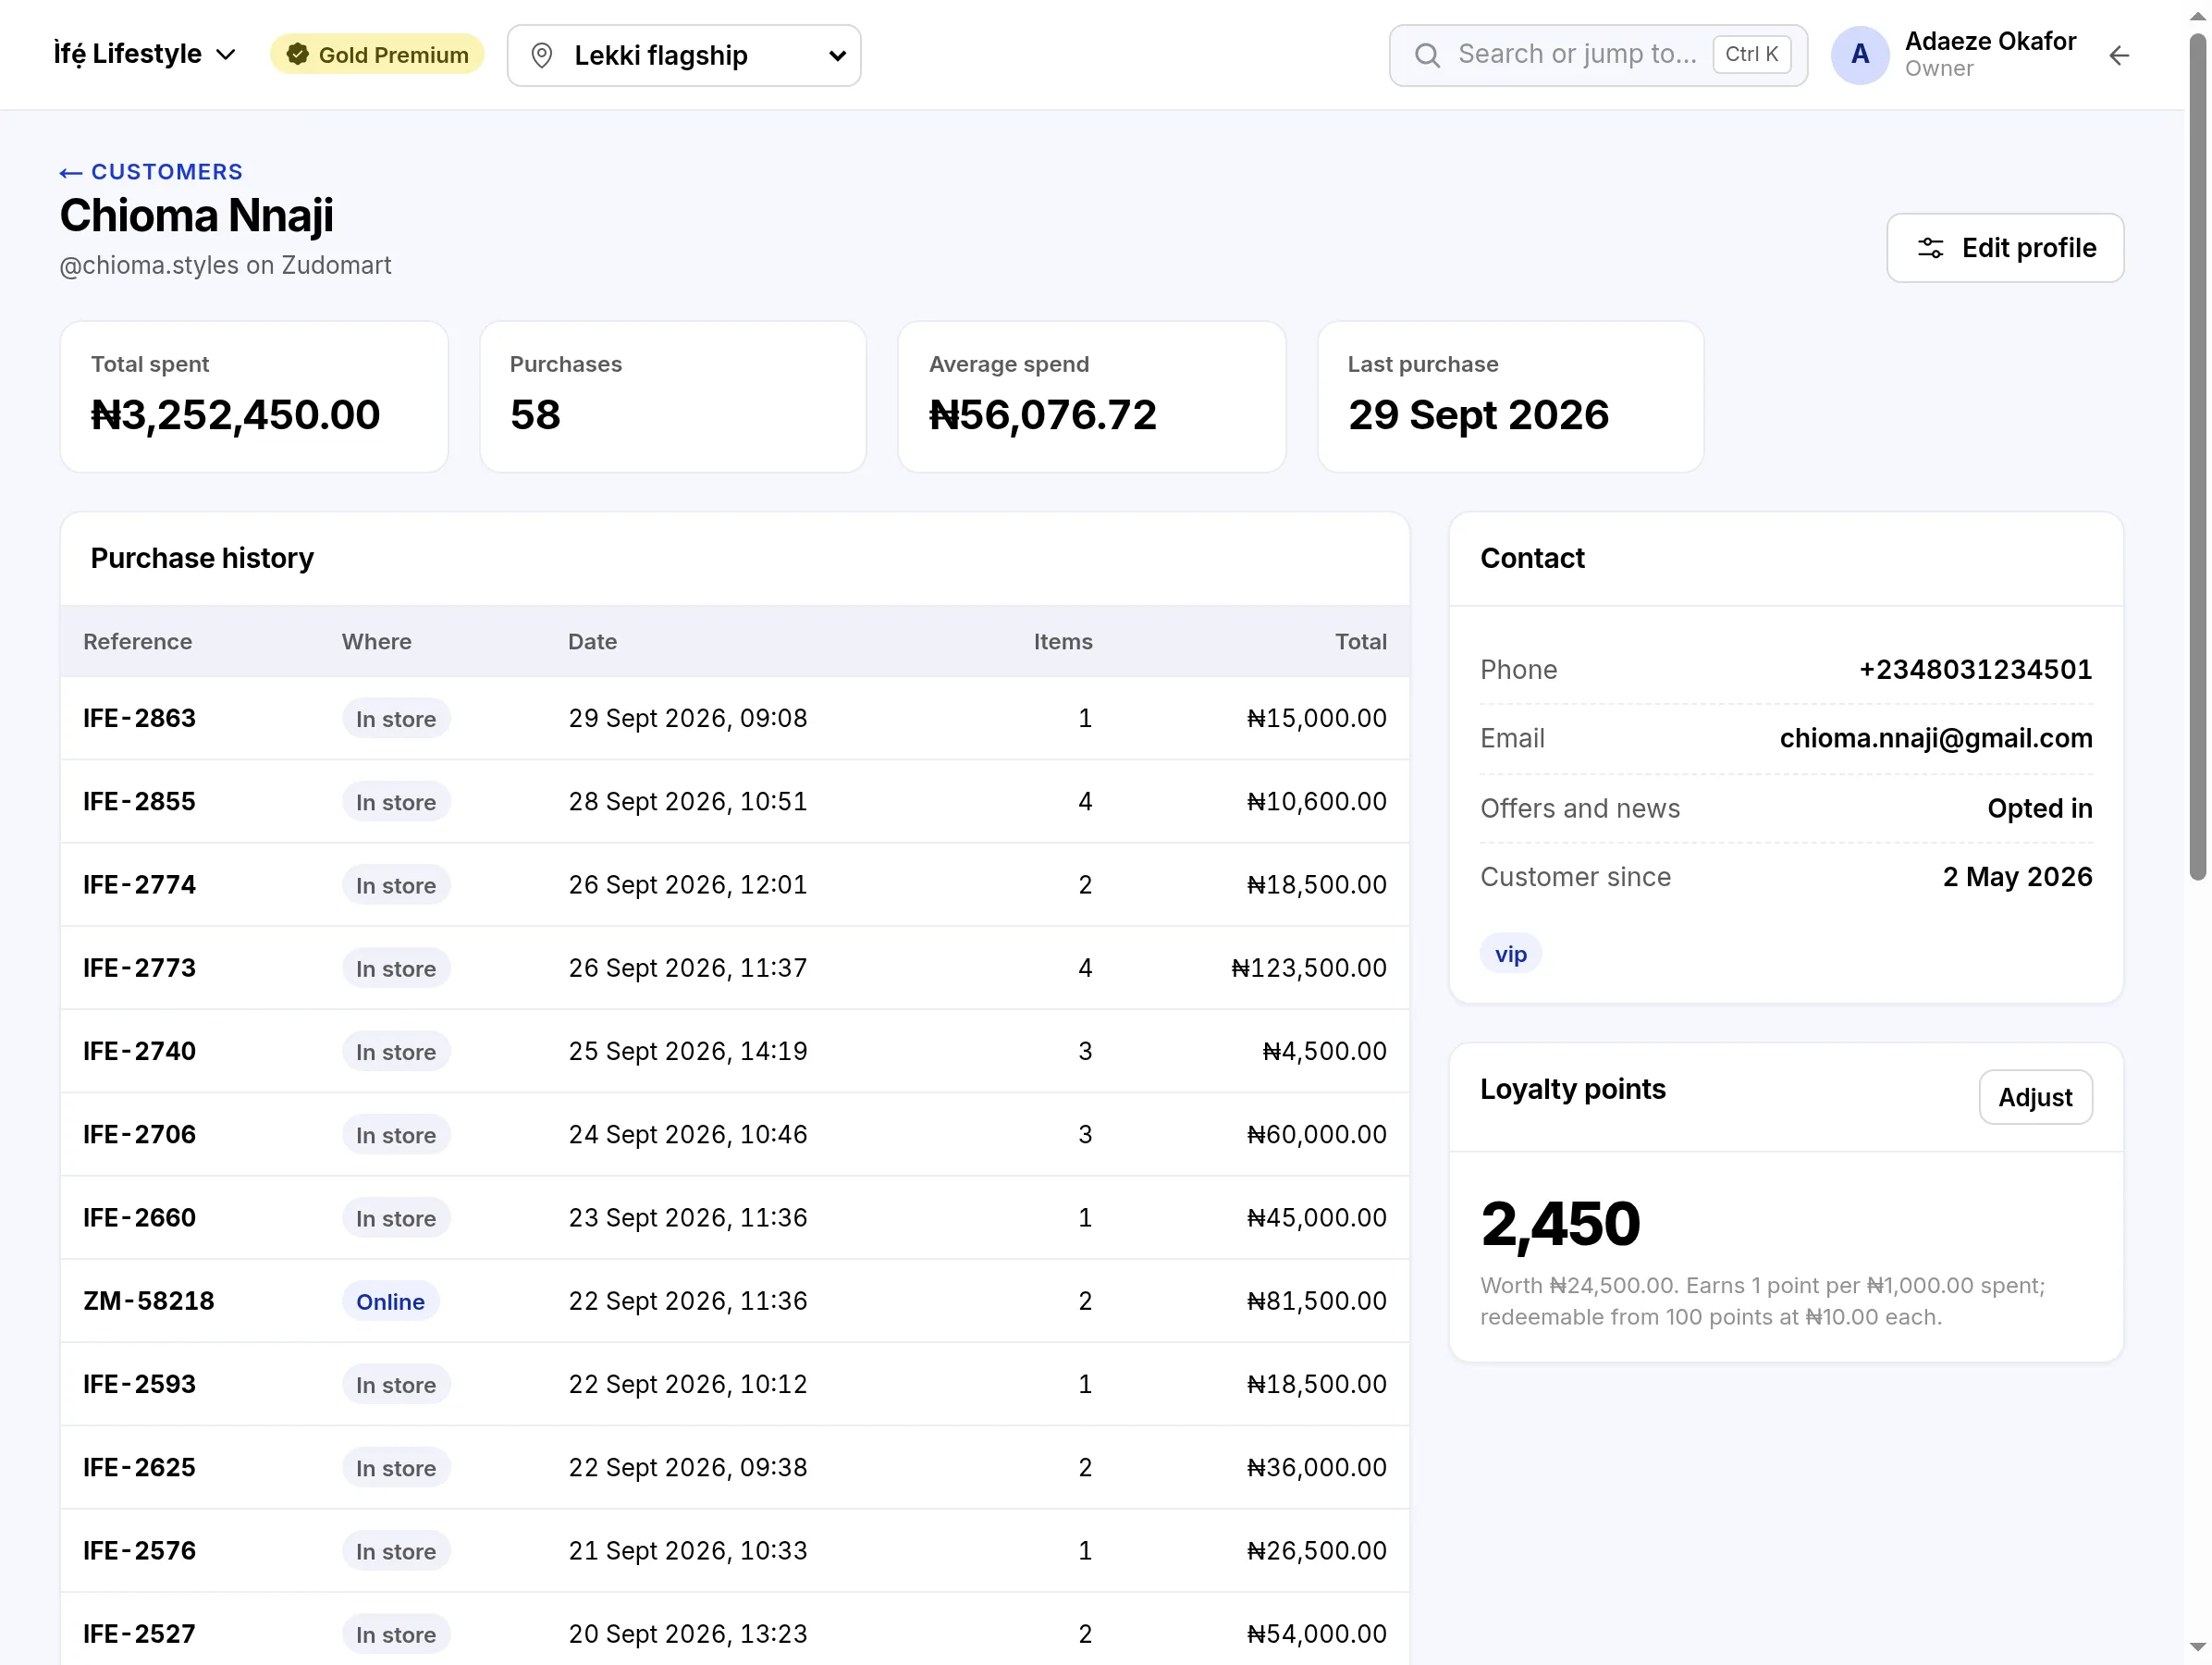 Ìfẹ́ Lifestyle
Gold Premium
Lekki flagship
Search or jump to...
Ctrl K
A
Adaeze Okafor
Owner
← CUSTOMERS
Chioma Nnaji
@chioma.styles on Zudomart
Edit profile
Total spent
₦3,252,450.00
Purchases
58
Average spend
₦56,076.72
Last purchase
29 Sept 2026
Purchase history
Reference Where Date Items Total
IFE-2863 In store 29 Sept 2026, 09:08 1 ₦15,000.00
IFE-2855 In store 28 Sept 2026, 10:51 4 ₦10,600.00
IFE-2774 In store 26 Sept 2026, 12:01 2 ₦18,500.00
IFE-2773 In store 26 Sept 2026, 11:37 4 ₦123,500.00
IFE-2740 In store 25 Sept 2026, 14:19 3 ₦4,500.00
IFE-2706 In store 24 Sept 2026, 10:46 3 ₦60,000.00
IFE-2660 In store 23 Sept 2026, 11:36 1 ₦45,000.00
ZM-58218 Online 22 Sept 2026, 11:36 2 ₦81,500.00
IFE-2593 In store 22 Sept 2026, 10:12 1 ₦18,500.00
IFE-2625 In store 22 Sept 2026, 09:38 2 ₦36,000.00
IFE-2576 In store 21 Sept 2026, 10:33 1 ₦26,500.00
IFE-2527 In store 20 Sept 2026, 13:23 2 ₦54,000.00
Contact
Phone +2348031234501
Email chioma.nnaji@gmail.com
Offers and news Opted in
Customer since 2 May 2026
vip
Loyalty points
Adjust
2,450
Worth ₦24,500.00. Earns 1 point per ₦1,000.00 spent;
redeemable from 100 points at ₦10.00 each.